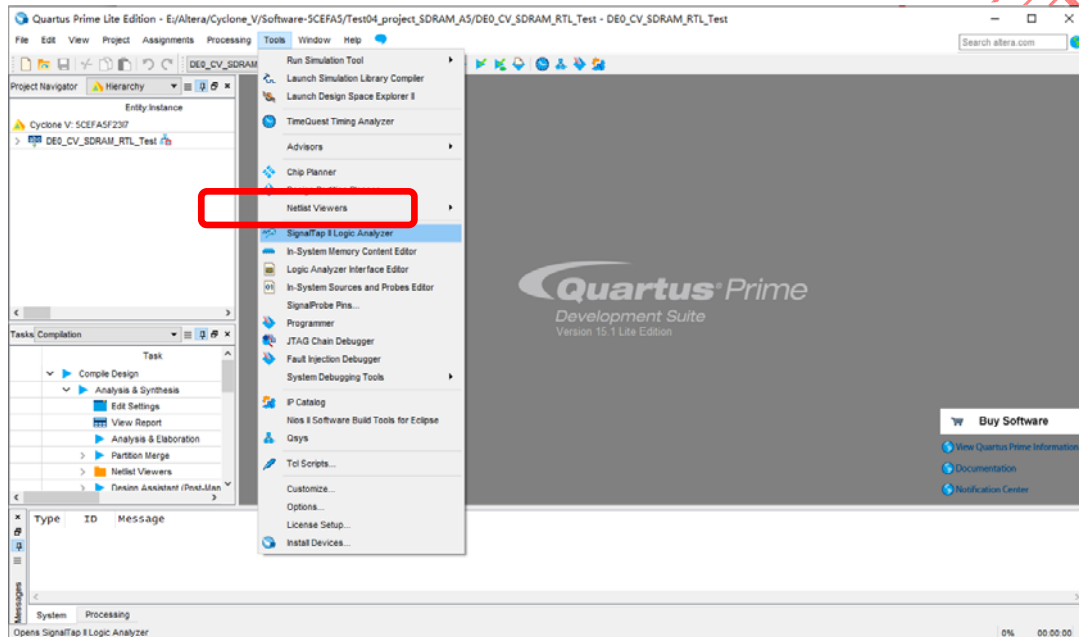 Quartus Prime Lite Edition - E:/Altera/Cyclone_V/Software-5CEFA5/Test04_project_SDRAM_A5/DE0_CV_SDRAM_RTL_Test - DE0_CV_SDRAM_RTL_Test
File Edit View Project Assignments Processing Tools Window Help
Search altera.com
DE0_CV_SDRAM
Project Navigator Hierarchy
Entity:Instance
Cyclone V: 5CEFA5F23I7
DE0_CV_SDRAM_RTL_Test
Run Simulation Tool
Launch Simulation Library Compiler
Launch Design Space Explorer II
TimeQuest Timing Analyzer
Advisors
Chip Planner
Netlist Viewers
SignalTap II Logic Analyzer
In-System Memory Content Editor
Logic Analyzer Interface Editor
In-System Sources and Probes Editor
SignalProbe Pins...
Programmer
JTAG Chain Debugger
Fault Injection Debugger
System Debugging Tools
IP Catalog
Nios II Software Build Tools for Eclipse
Qsys
Tcl Scripts...
Customize...
Options...
License Setup...
Install Devices...
Quartus Prime
Development Suite
Version 15.1 Lite Edition
Buy Software
View Quartus Prime Information
Documentation
Notification Center
Tasks Compilation
Task
Compile Design
Analysis & Synthesis
Edit Settings
View Report
Analysis & Elaboration
Partition Merge
Netlist Viewers
Design Assistant (Post-Map
Type ID Message
Messages
System Processing
Opens SignalTap II Logic Analyzer
0% 00:00:00